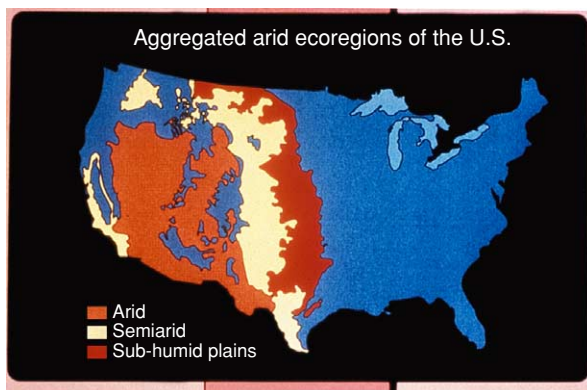 Aggregated arid ecoregions of the U.S.
Arid
Semiarid
Sub-humid plains